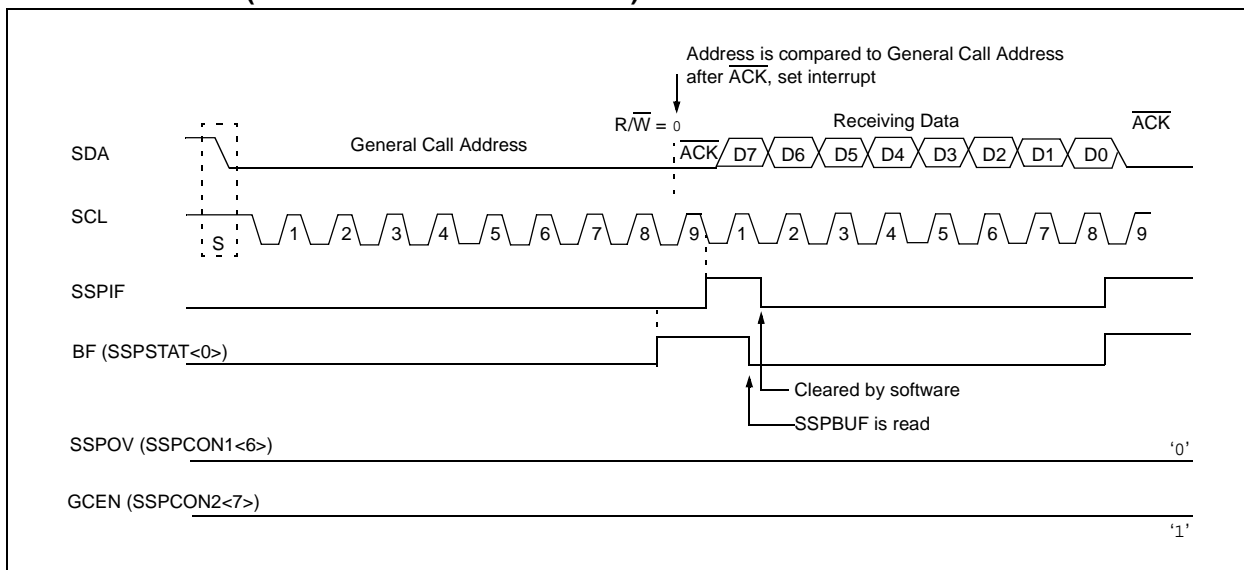 Address is compared to General Call Address
after ACK, set interrupt
R/W = 0
Receiving Data
ACK
SDA
General Call Address
ACK
D7 D6 D5 D4 D3 D2 D1 D0
SCL
S
1 2 3 4 5 6 7 8 9 1 2 3 4 5 6 7 8 9
SSPIF
BF (SSPSTAT<0>)
Cleared by software
SSPBUF is read
SSPOV (SSPCON1<6>)
‘0’
GCEN (SSPCON2<7>)
‘1’